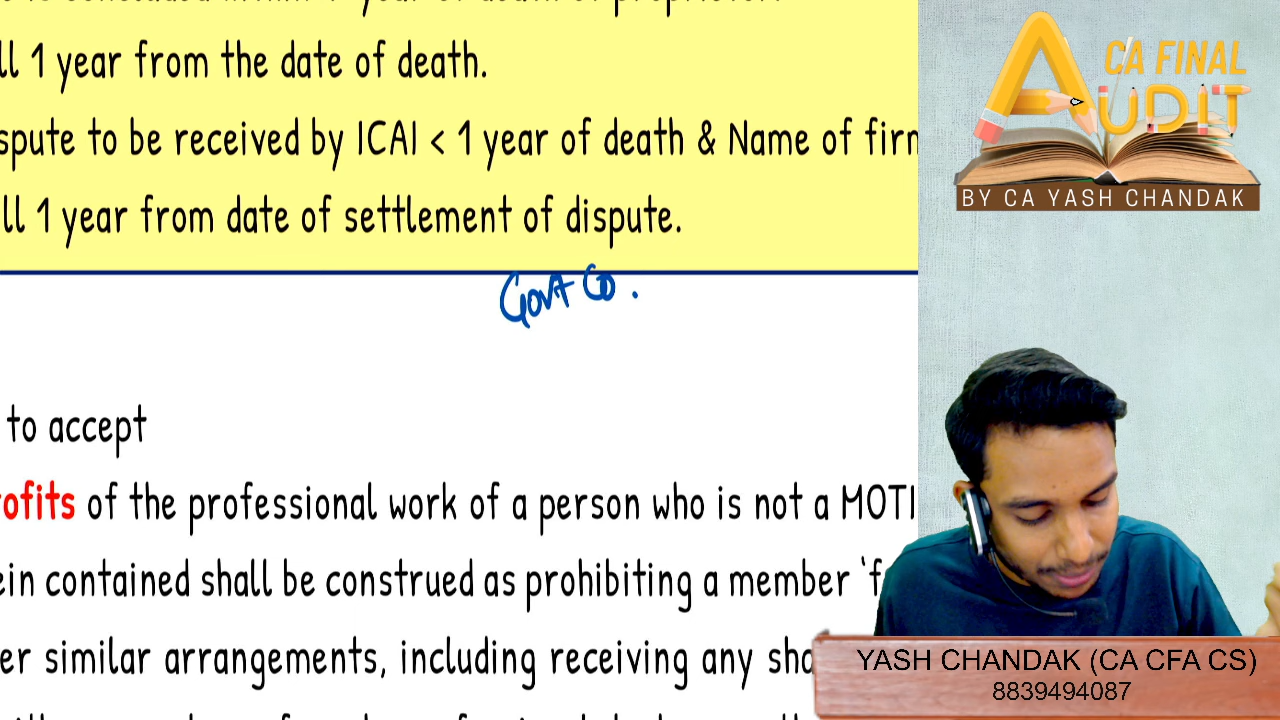 ll 1 year from the date of death.
spute to be received by ICAI < 1 year of death & Name of firm
ll 1 year from date of settlement of dispute.
Govt Co.
to accept
rofits of the professional work of a person who is not a MOTI
ein contained shall be construed as prohibiting a member 'f
er similar arrangements, including receiving any sha
CA FINAL
AUDIT
BY CA YASH CHANDAK
YASH CHANDAK (CA CFA CS)
8839494087